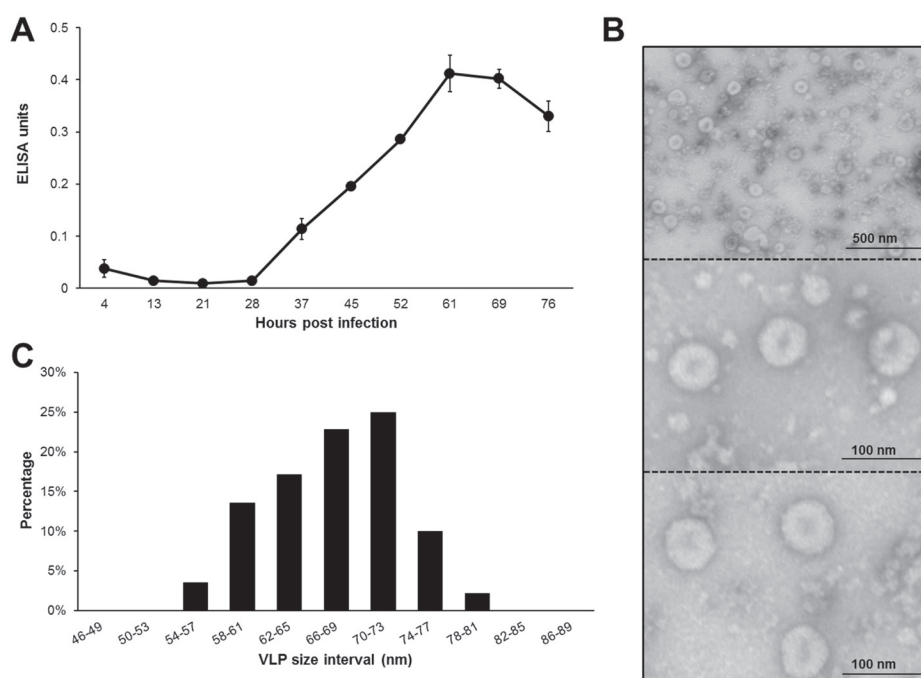 A
0.5
0.4
0.3
0.2
0.1
0
ELISA units
4 13 21 28 37 45 52 61 69 76
Hours post infection
B
500 nm
100 nm
100 nm
C
30%
25%
20%
15%
10%
5%
0%
Percentage
46-49 50-53 54-57 58-61 62-65 66-69 70-73 74-77 78-81 82-85 86-89
VLP size interval (nm)